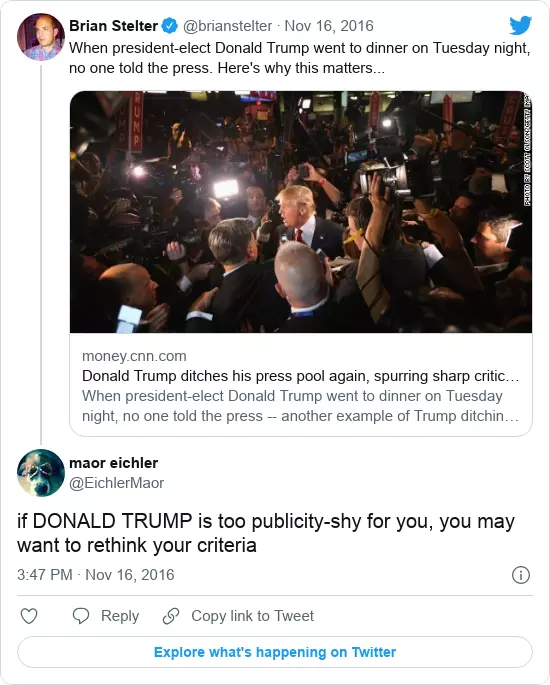 Brian Stelter @brianstelter · Nov 16, 2016
When president-elect Donald Trump went to dinner on Tuesday night,
no one told the press. Here's why this matters...
TRUMP
PHOTO BY SCOTT OLSON/GETTY IMA
money.cnn.com
Donald Trump ditches his press pool again, spurring sharp critic…
When president-elect Donald Trump went to dinner on Tuesday
night, no one told the press -- another example of Trump ditchin…
maor eichler
@EichlerMaor
if DONALD TRUMP is too publicity-shy for you, you may
want to rethink your criteria
3:47 PM · Nov 16, 2016
Reply
Copy link to Tweet
Explore what's happening on Twitter